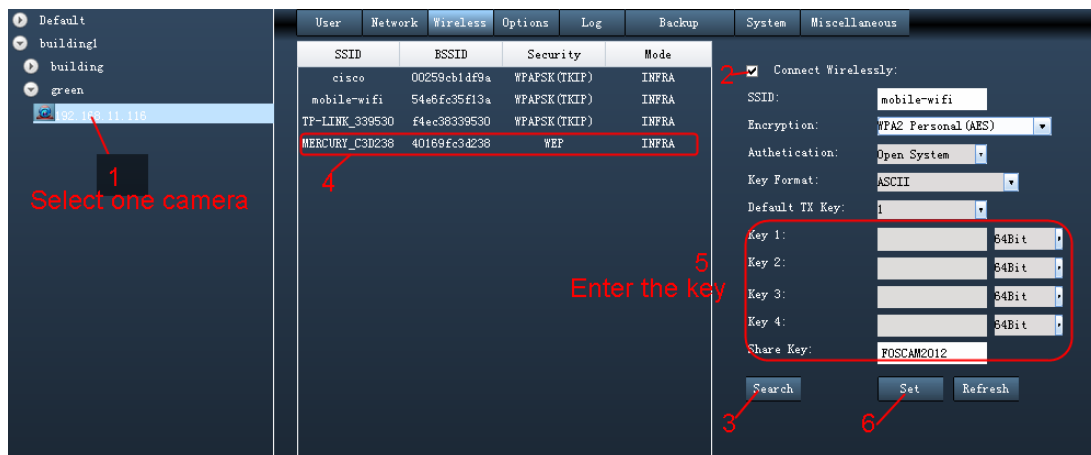 Default
building1
building
green
192.168.11.116
1
Select one camera
User Network Wireless Options Log Backup System Miscellaneous
SSID BSSID Security Mode
cisco 00259cb1df9a WPAPSK(TKIP) INFRA
mobile-wifi 54e6fc35f13a WPAPSK(TKIP) INFRA
TP-LINK_339530 f4ec38339530 WPAPSK(TKIP) INFRA
MERCURY_C3D238 40169fc3d238 WEP INFRA
4
2 Connect Wirelessly:
SSID: mobile-wifi
Encryption: WPA2 Personal(AES)
Authetication: Open System
Key Format: ASCII
Default TX Key: 1
Key 1: 64Bit
Key 2: 64Bit
Key 3: 64Bit
Key 4: 64Bit
5
Enter the key
Share Key: FOSCAM2012
Search Set Refresh
3 6